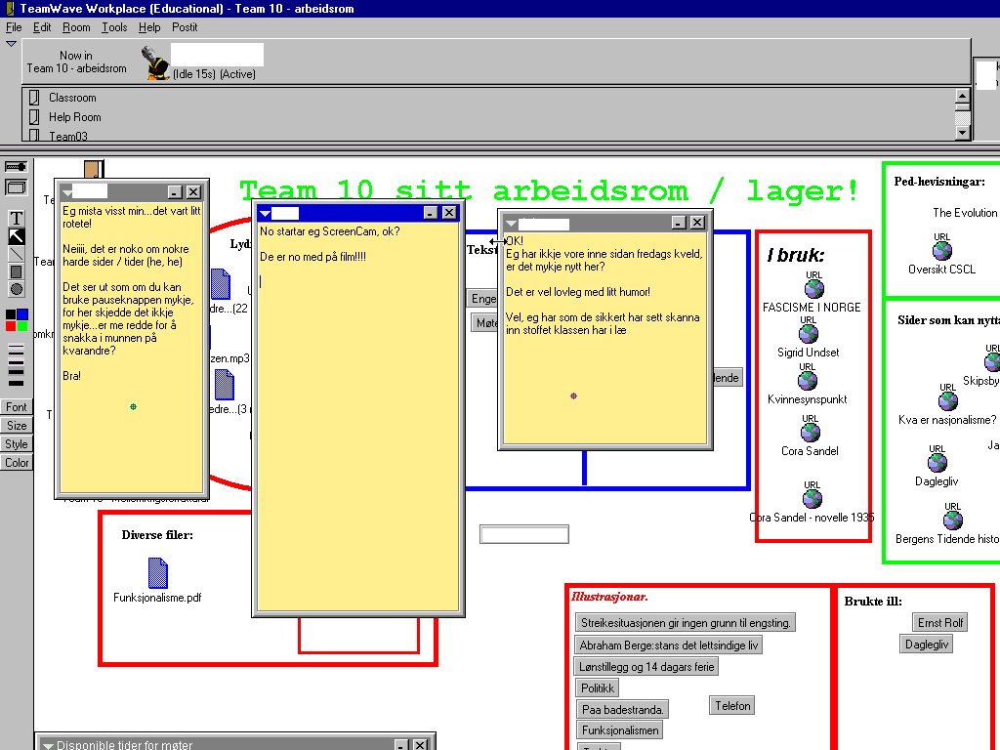 TeamWave Workplace (Educational) - Team 10 - arbeidsrom
File Edit Room Tools Help Postit
Now in
Team 10 - arbeidsrom
(Idle 15s) (Active)
Classroom
Help Room
Team03
Team 10 sitt arbeidsrom / lager!
Font
Size
Style
Color
Eg mista visst min...det vart litt
rotete!
Neiiii, det er noko om nokre
harde sider / tider (he, he)
Det ser ut som om du kan
bruke pauseknappen mykje,
for her skjedde det ikkje
mykje...er me redde for å
snakka i munnen på
kvarandre?
Bra!
No startar eg ScreenCam, ok?
De er no med på film!!!!
OK!
Eg har ikkje vore inne sidan fredags kveld,
er det mykje nytt her?
Det er vel lovleg med litt humor!
Vel, eg har som de sikkert har sett skanna
inn stoffet klassen har i læ
Lyd
dre...(22
zen.mp3
edre...(3
Tekst
Enge
Møte
dende
I bruk:
URL
FASCISME I NORGE
URL
Sigrid Undset
URL
Kvinnesynspunkt
URL
Cora Sandel
URL
Cora Sandel - novelle 1935
Ped-hevisningar:
The Evolution
URL
Oversikt CSCL
Sider som kan nytta
URL
Skipsby
URL
Kva er nasjonalisme?
Ja
URL
Daglegliv
URL
Bergens Tidende histo
Diverse filer:
Funksjonalisme.pdf
Illustrasjonar.
Streikesituasjonen gir ingen grunn til engsting.
Abraham Berge:stans det lettsindige liv
Lønstillegg og 14 dagars ferie
Politikk
Paa badestranda.
Telefon
Funksjonalismen
Brukte ill:
Ernst Rolf
Daglegliv
Disponible tider for møter